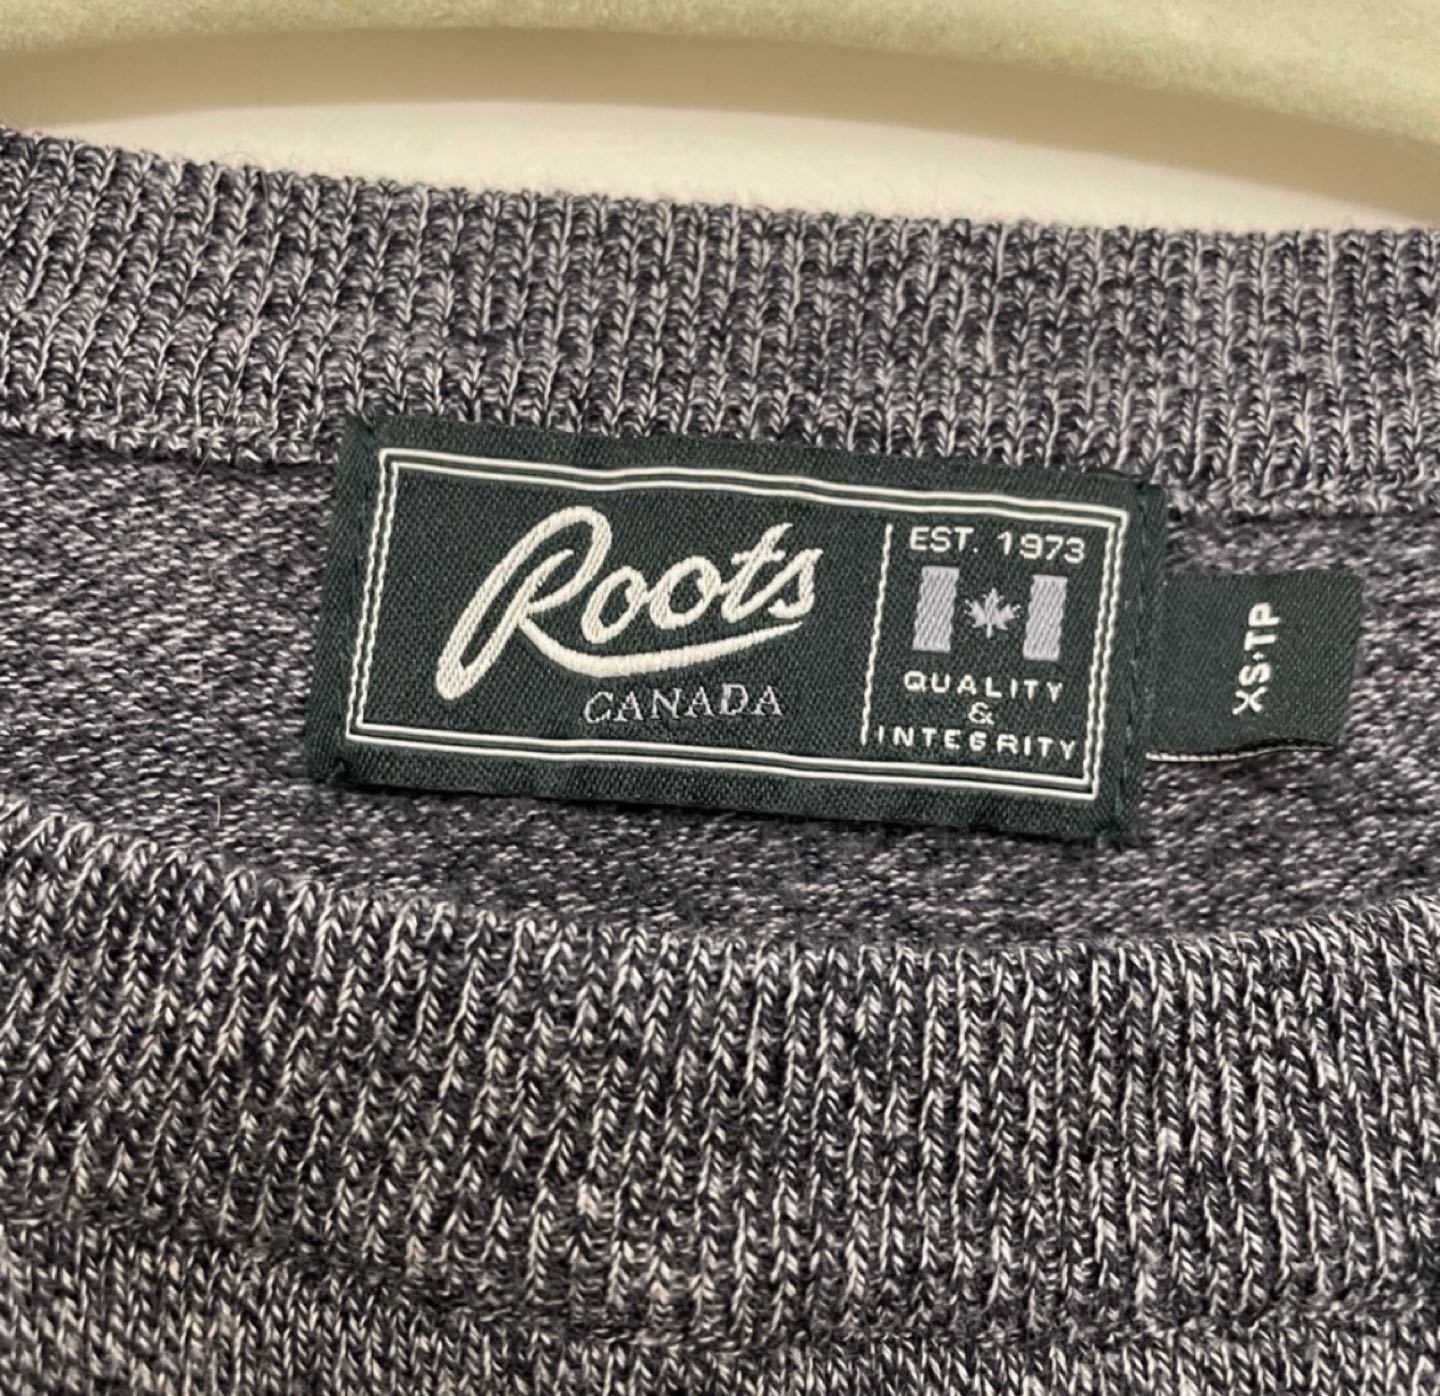 Roots
CANADA
EST. 1973
QUALITY
&
INTEGRITY
XS·TP